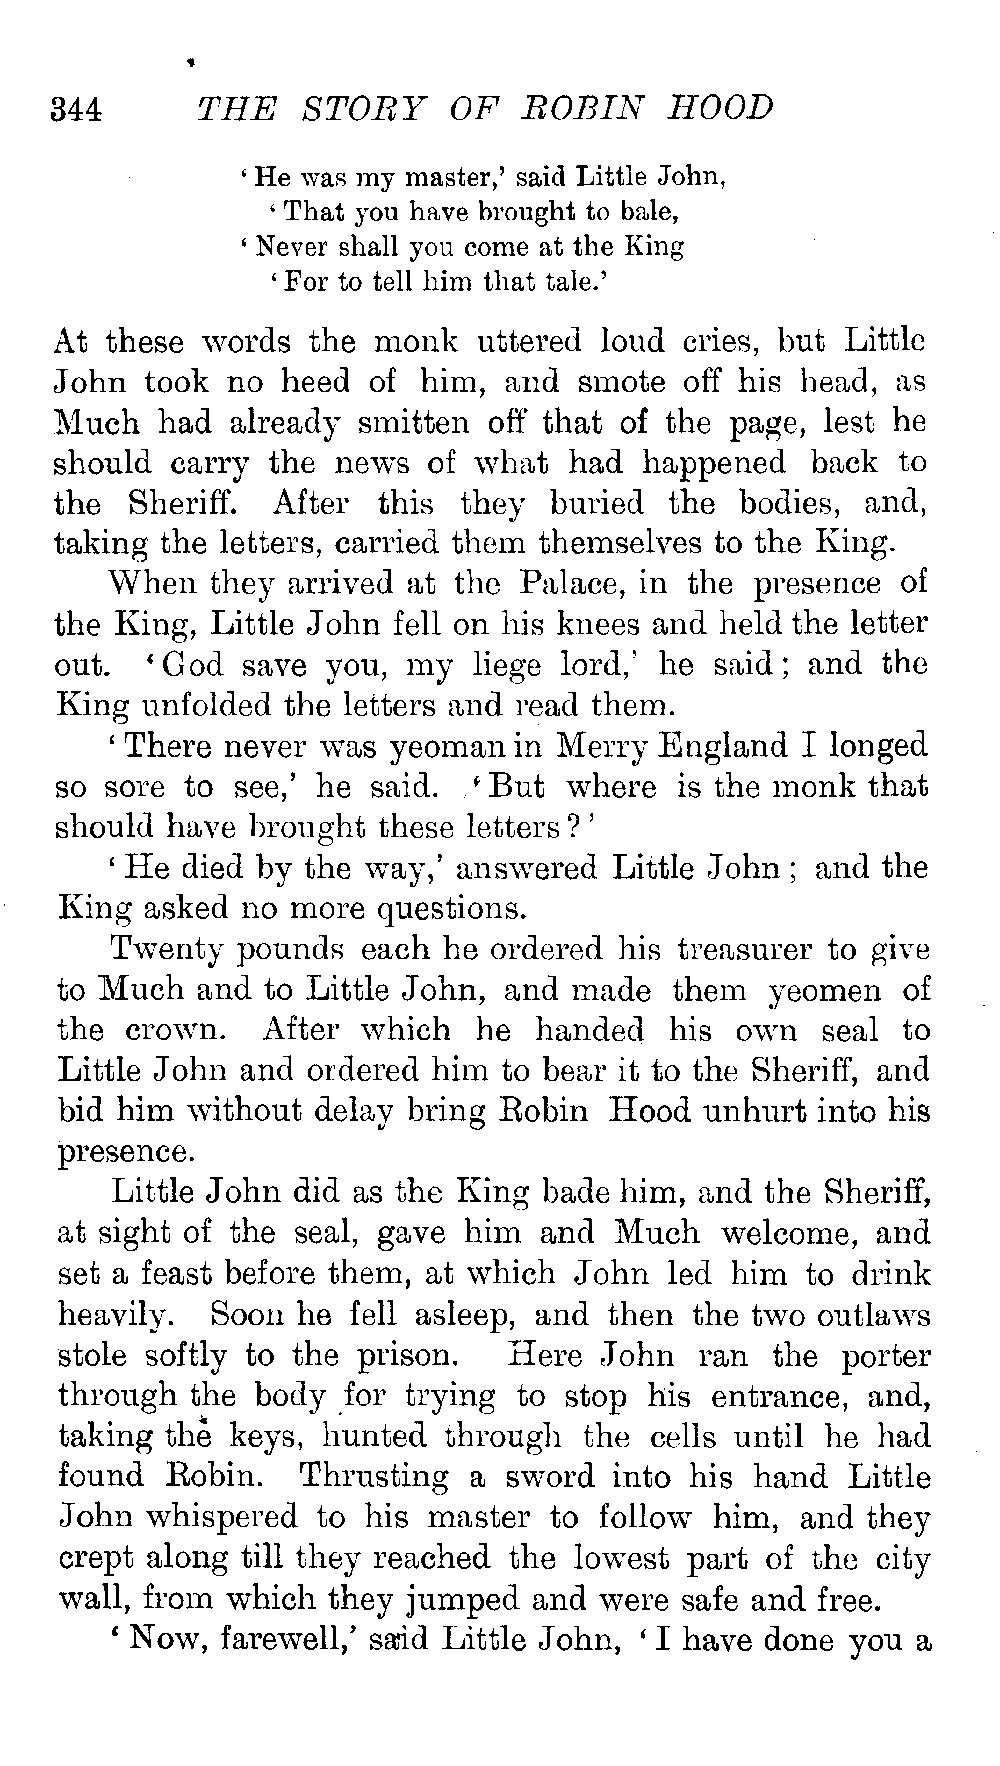 344 THE STORY OF ROBIN HOOD
‘He was my master,’ said Little John,
‘That you have brought to bale,
‘Never shall you come at the King
‘For to tell him that tale.’
At these words the monk uttered loud cries, but Little
John took no heed of him, and smote off his head, as
Much had already smitten off that of the page, lest he
should carry the news of what had happened back to
the Sheriff. After this they buried the bodies, and,
taking the letters, carried them themselves to the King.
When they arrived at the Palace, in the presence of
the King, Little John fell on his knees and held the letter
out. ‘God save you, my liege lord,’ he said; and the
King unfolded the letters and read them.
‘There never was yeoman in Merry England I longed
so sore to see,’ he said. ‘But where is the monk that
should have brought these letters?’
‘He died by the way,’ answered Little John; and the
King asked no more questions.
Twenty pounds each he ordered his treasurer to give
to Much and to Little John, and made them yeomen of
the crown. After which he handed his own seal to
Little John and ordered him to bear it to the Sheriff, and
bid him without delay bring Robin Hood unhurt into his
presence.
Little John did as the King bade him, and the Sheriff,
at sight of the seal, gave him and Much welcome, and
set a feast before them, at which John led him to drink
heavily. Soon he fell asleep, and then the two outlaws
stole softly to the prison. Here John ran the porter
through the body for trying to stop his entrance, and,
taking the keys, hunted through the cells until he had
found Robin. Thrusting a sword into his hand Little
John whispered to his master to follow him, and they
crept along till they reached the lowest part of the city
wall, from which they jumped and were safe and free.
‘Now, farewell,’ said Little John, ‘I have done you a